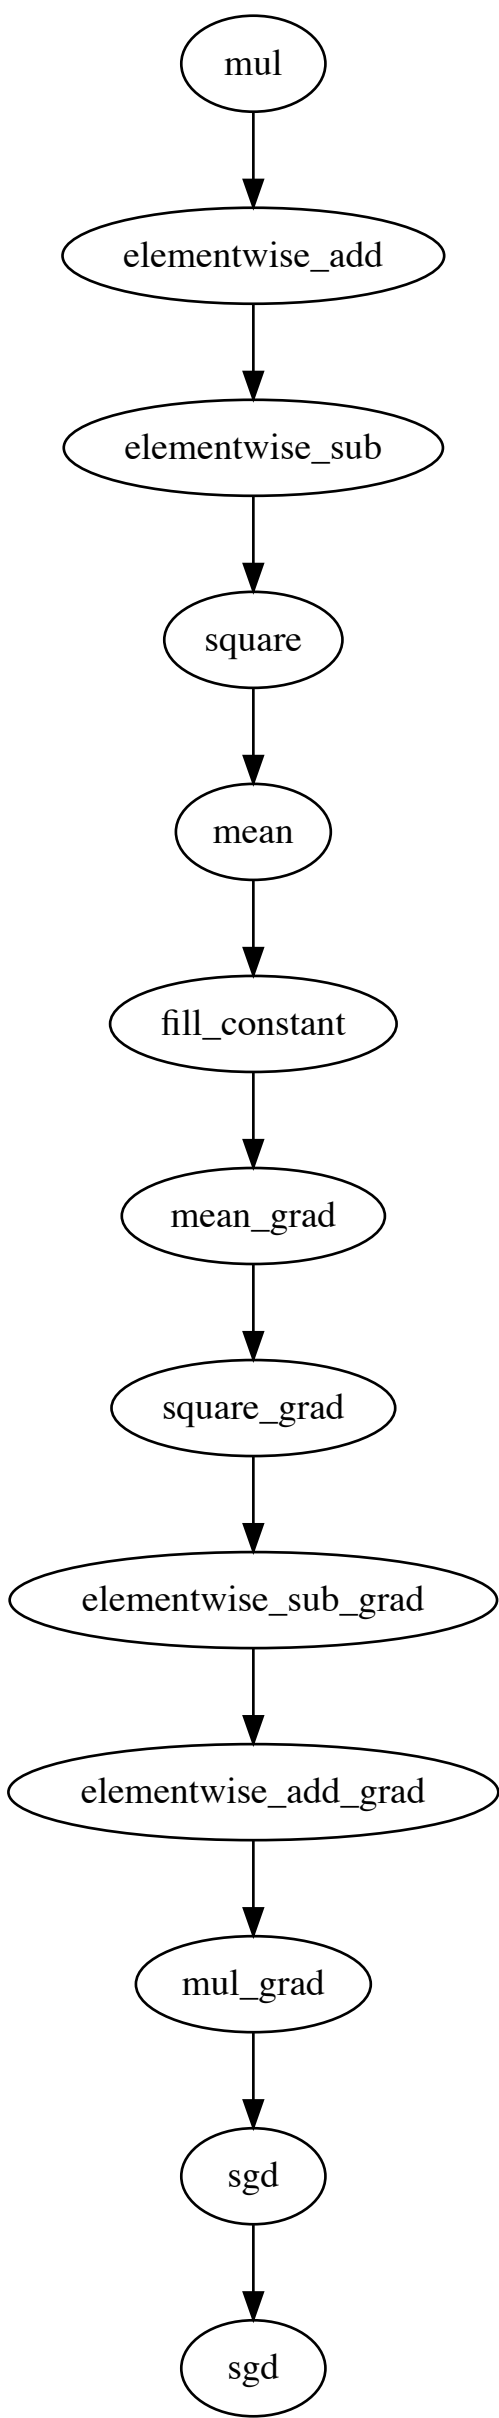 mul
elementwise_add
elementwise_sub
square
mean
fill_constant
mean_grad
square_grad
elementwise_sub_grad
elementwise_add_grad
mul_grad
sgd
sgd